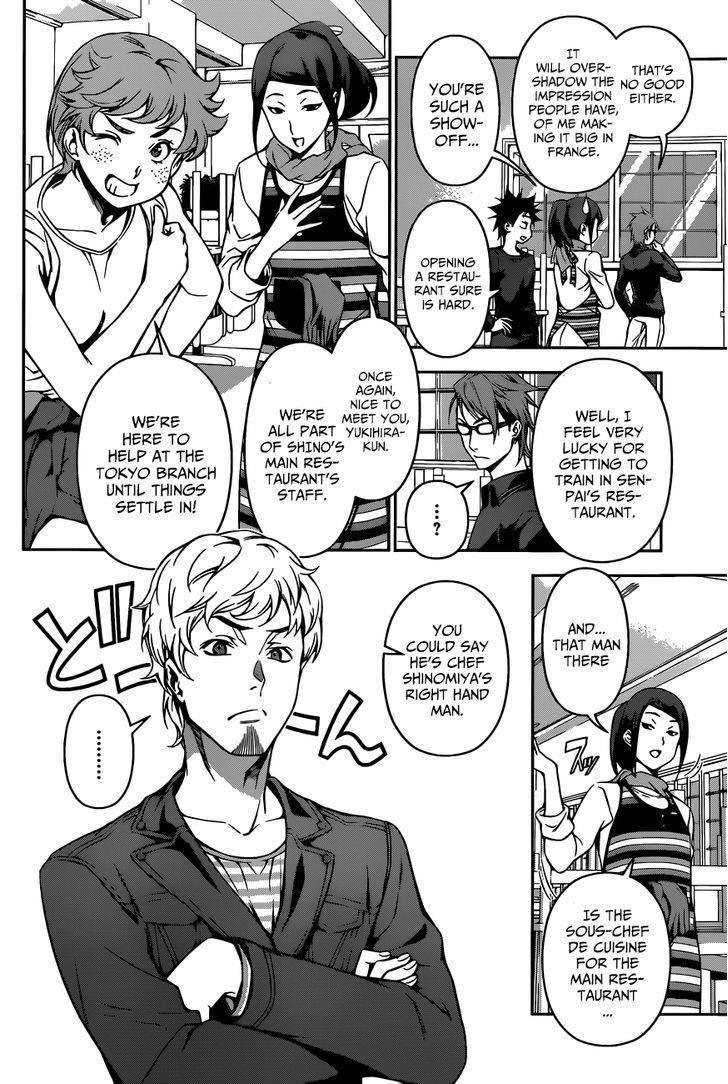 THAT'S
NO GOOD
EITHER.
IT
WILL OVER-
SHADOW THE
IMPRESSION
PEOPLE HAVE,
OF ME MAK-
ING IT BIG IN
FRANCE.
YOU'RE
SUCH A
SHOW-
OFF...
OPENING
A RESTAU-
RANT SURE
IS HARD.
WELL, I
FEEL VERY
LUCKY FOR
GETTING TO
TRAIN IN SEN-
PAI'S RES-
TAURANT.
...?
ONCE
AGAIN,
NICE TO
MEET YOU,
YUKIHIRA-
KUN.
WE'RE
ALL PART
OF SHINO'S
MAIN RES-
TAURANT'S
STAFF.
WE'RE
HERE TO
HELP AT THE
TOKYO BRANCH
UNTIL THINGS
SETTLE IN!
AND...
THAT MAN
THERE
スッ
IS THE
SOUS-CHEF
DE CUISINE
FOR THE
MAIN RES-
TAURANT
...
YOU
COULD SAY
HE'S CHEF
SHINOMIYA'S
RIGHT HAND
MAN.
どーーん
........